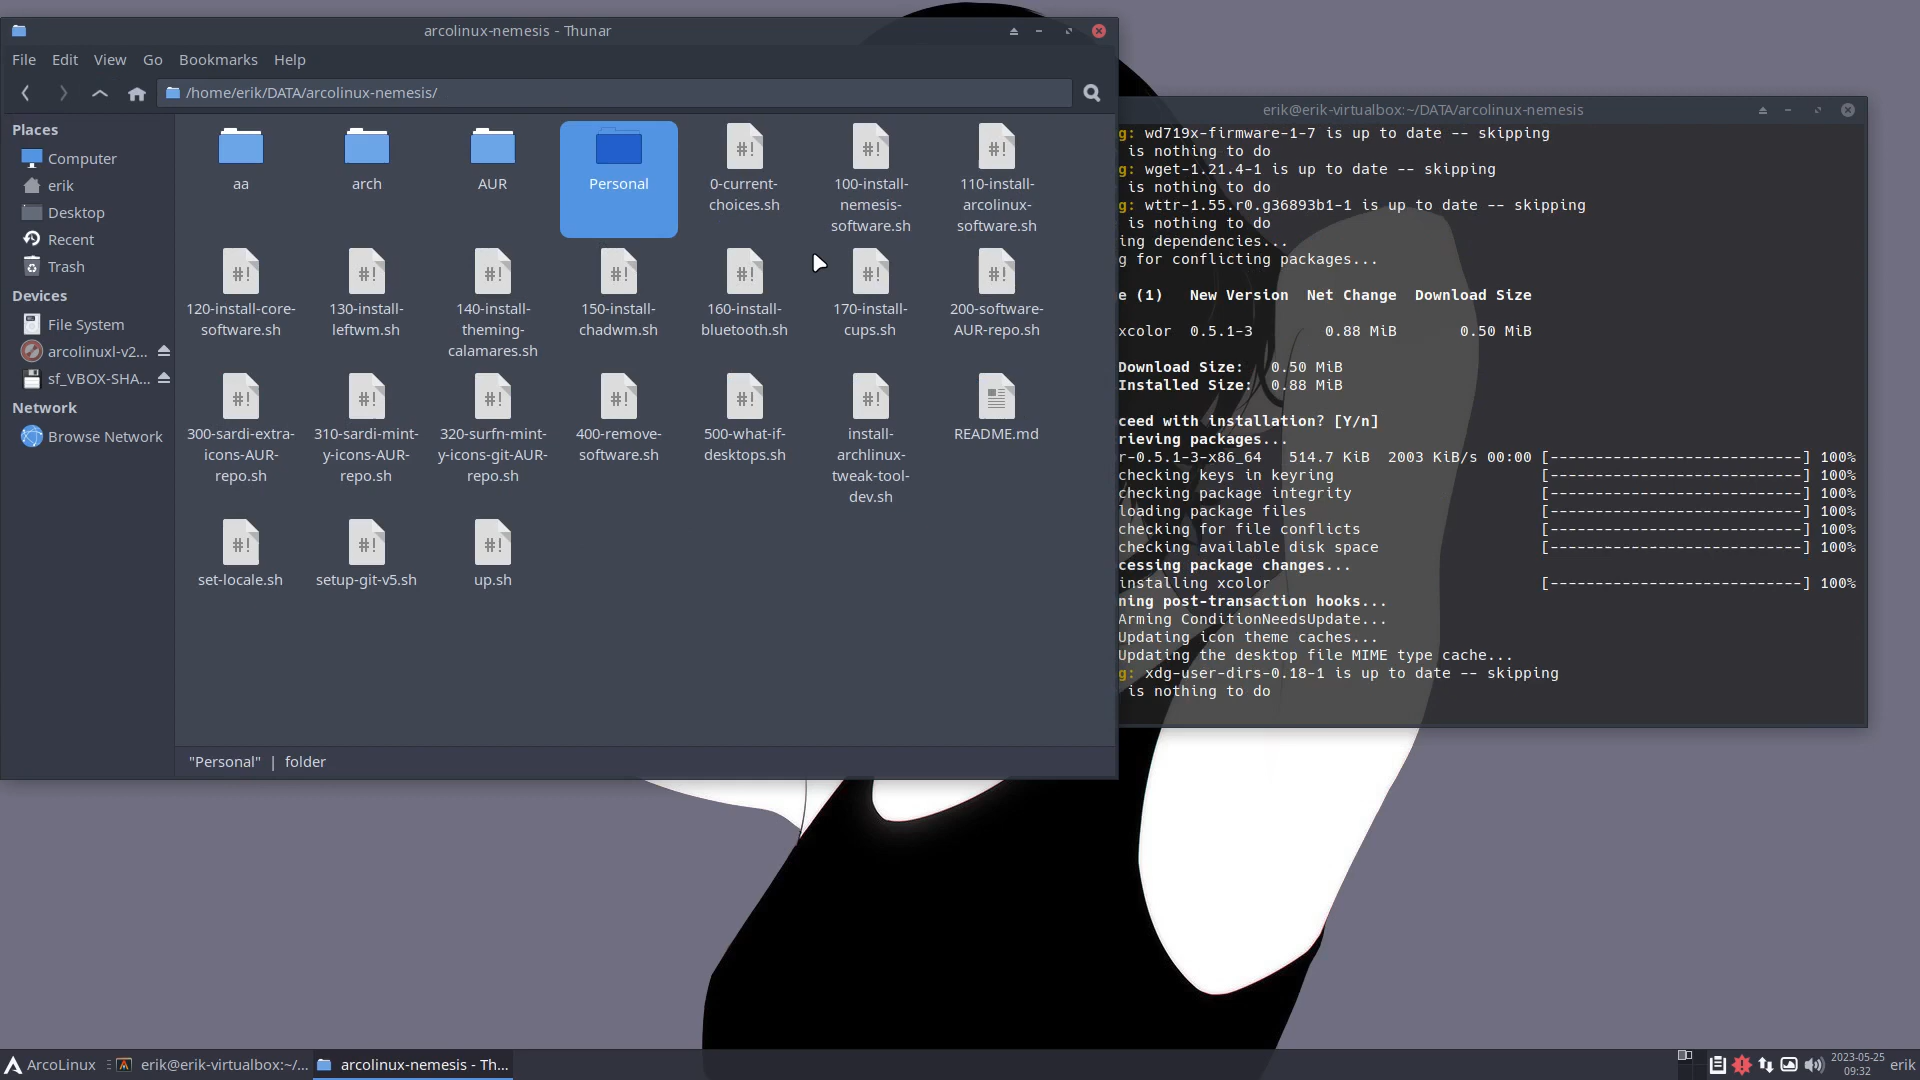 arcolinux-nemesis - Thunar
File Edit View Go Bookmarks Help
/home/erik/DATA/arcolinux-nemesis/
Places
Computer
erik
Desktop
Recent
Trash
Devices
File System
arcolinuxl-v2...
sf_VBOX-SHA...
Network
Browse Network
aa
arch
AUR
Personal
0-current-
choices.sh
100-install-
nemesis-
software.sh
110-install-
arcolinux-
software.sh
120-install-core-
software.sh
130-install-
leftwm.sh
140-install-
theming-
calamares.sh
150-install-
chadwm.sh
160-install-
bluetooth.sh
170-install-
cups.sh
200-software-
AUR-repo.sh
300-sardi-extra-
icons-AUR-
repo.sh
310-sardi-mint-
y-icons-AUR-
repo.sh
320-surfn-mint-
y-icons-git-AUR-
repo.sh
400-remove-
software.sh
500-what-if-
desktops.sh
install-
archlinux-
tweak-tool-
dev.sh
README.md
set-locale.sh
setup-git-v5.sh
up.sh
"Personal" | folder
erik@erik-virtualbox:~/DATA/arcolinux-nemesis
g: wd719x-firmware-1-7 is up to date -- skipping
is nothing to do
g: wget-1.21.4-1 is up to date -- skipping
is nothing to do
g: wttr-1.55.r0.g36893b1-1 is up to date -- skipping
is nothing to do
ing dependencies...
g for conflicting packages...
e (1) New Version Net Change Download Size
xcolor 0.5.1-3 0.88 MiB 0.50 MiB
Download Size: 0.50 MiB
Installed Size: 0.88 MiB
ceed with installation? [Y/n]
rieving packages...
r-0.5.1-3-x86_64 514.7 KiB 2003 KiB/s 00:00 [----------------------------] 100%
checking keys in keyring [----------------------------] 100%
checking package integrity [----------------------------] 100%
loading package files [----------------------------] 100%
checking for file conflicts [----------------------------] 100%
checking available disk space [----------------------------] 100%
cessing package changes...
installing xcolor [----------------------------] 100%
ning post-transaction hooks...
Arming ConditionNeedsUpdate...
Updating icon theme caches...
Updating the desktop file MIME type cache...
g: xdg-user-dirs-0.18-1 is up to date -- skipping
is nothing to do
ArcoLinux
erik@erik-virtualbox:~/...
arcolinux-nemesis - Th...
2023-05-25
09:32
erik